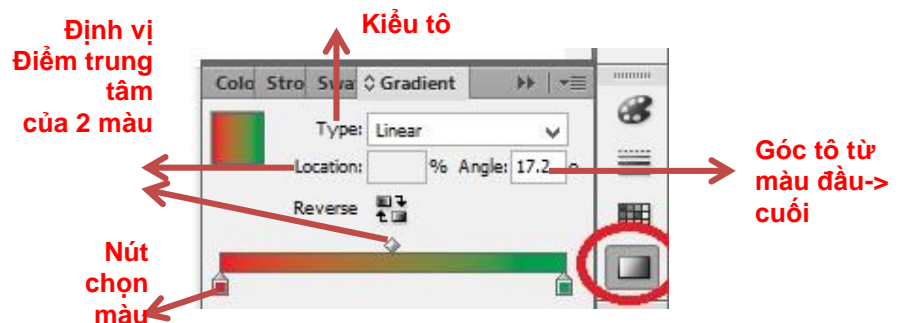 Định vị
Điểm trung
tâm
của 2 màu
Kiểu tô
Colo Stro Swa Gradient
Type: Linear
Location: % Angle: 17.2 °
Reverse
Góc tô từ
màu đầu->
cuối
Nút
chọn
màu